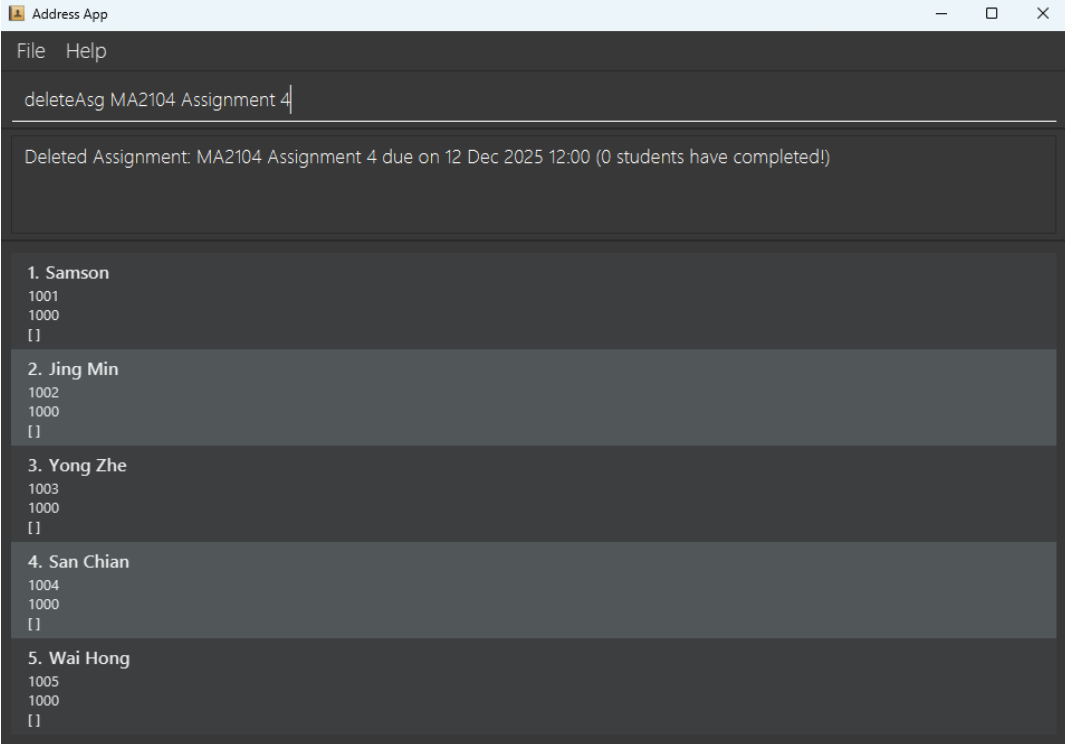 Address App
File Help
deleteAsg MA2104 Assignment 4
Deleted Assignment: MA2104 Assignment 4 due on 12 Dec 2025 12:00 (0 students have completed!)
1. Samson
1001
1000
[ ]
2. Jing Min
1002
1000
[ ]
3. Yong Zhe
1003
1000
[ ]
4. San Chian
1004
1000
[ ]
5. Wai Hong
1005
1000
[ ]